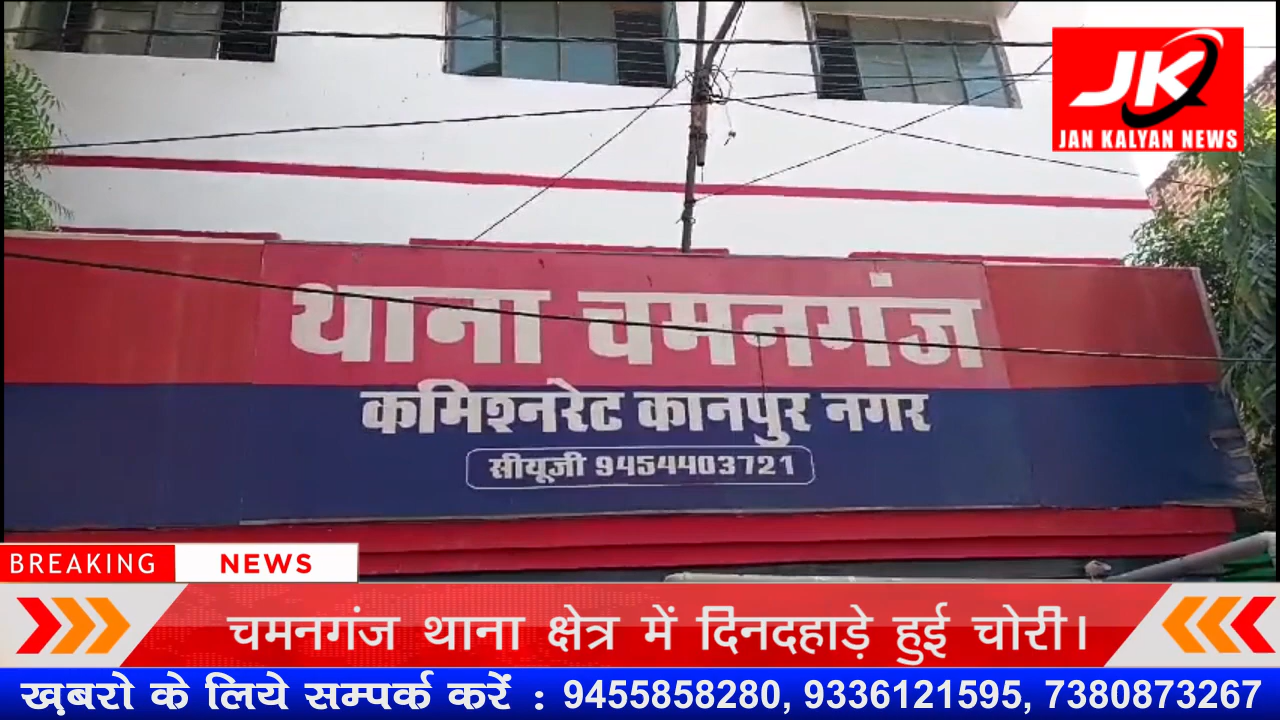 JK
JAN KALYAN NEWS
थाना चमनगंज
कमिश्नरेट कानपुर नगर
सीयूजी 9454403721
BREAKING NEWS
चमनगंज थाना क्षेत्र में दिनदहाड़े हुई चोरी।
ख़बरो के लिये सम्पर्क करें : 9455858280, 9336121595, 7380873267